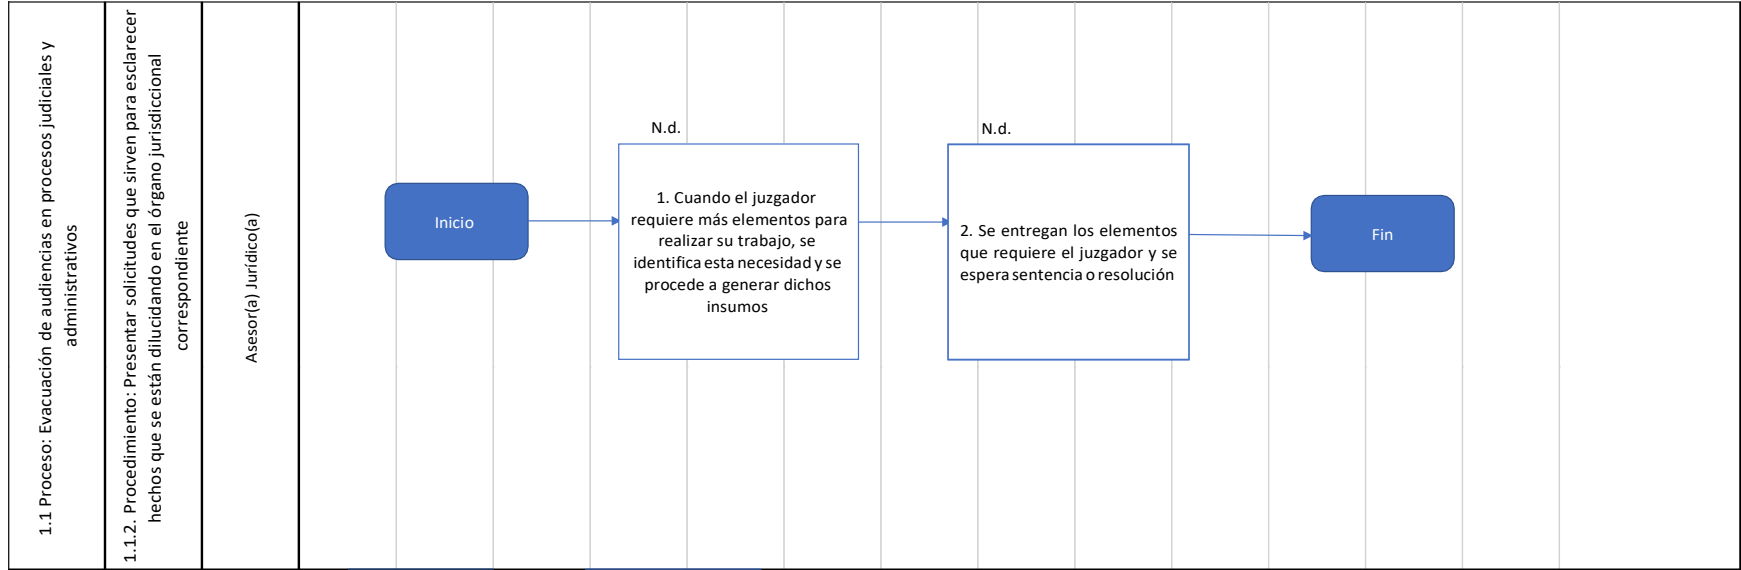 1.1 Proceso: Evacuación de audiencias en procesos judiciales y
administrativos
1.1.2. Procedimiento: Presentar solicitudes que sirven para esclarecer
hechos que se están dilucidando en el órgano jurisdiccional
correspondiente
Asesor(a) Jurídico(a)
Inicio
N.d.
1. Cuando el juzgador
requiere más elementos para
realizar su trabajo, se
identifica esta necesidad y se
procede a generar dichos
insumos
N.d.
2. Se entregan los elementos
que requiere el juzgador y se
espera sentencia o resolución
Fin